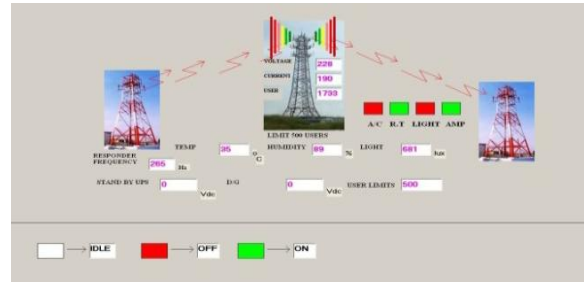 VOLTAGE 228
CURRENT 190
USER 1733
A/C R.T LIGHT AMP
LIMIT 500 USERS
TEMP 35 o C HUMIDITY 89 % LIGHT 681 lux
RESPONDER
FREQUENCY 265 Hz
STAND BY UPS 0 Vdc D/G 0 Vdc USER LIMITS 500
IDLE OFF ON